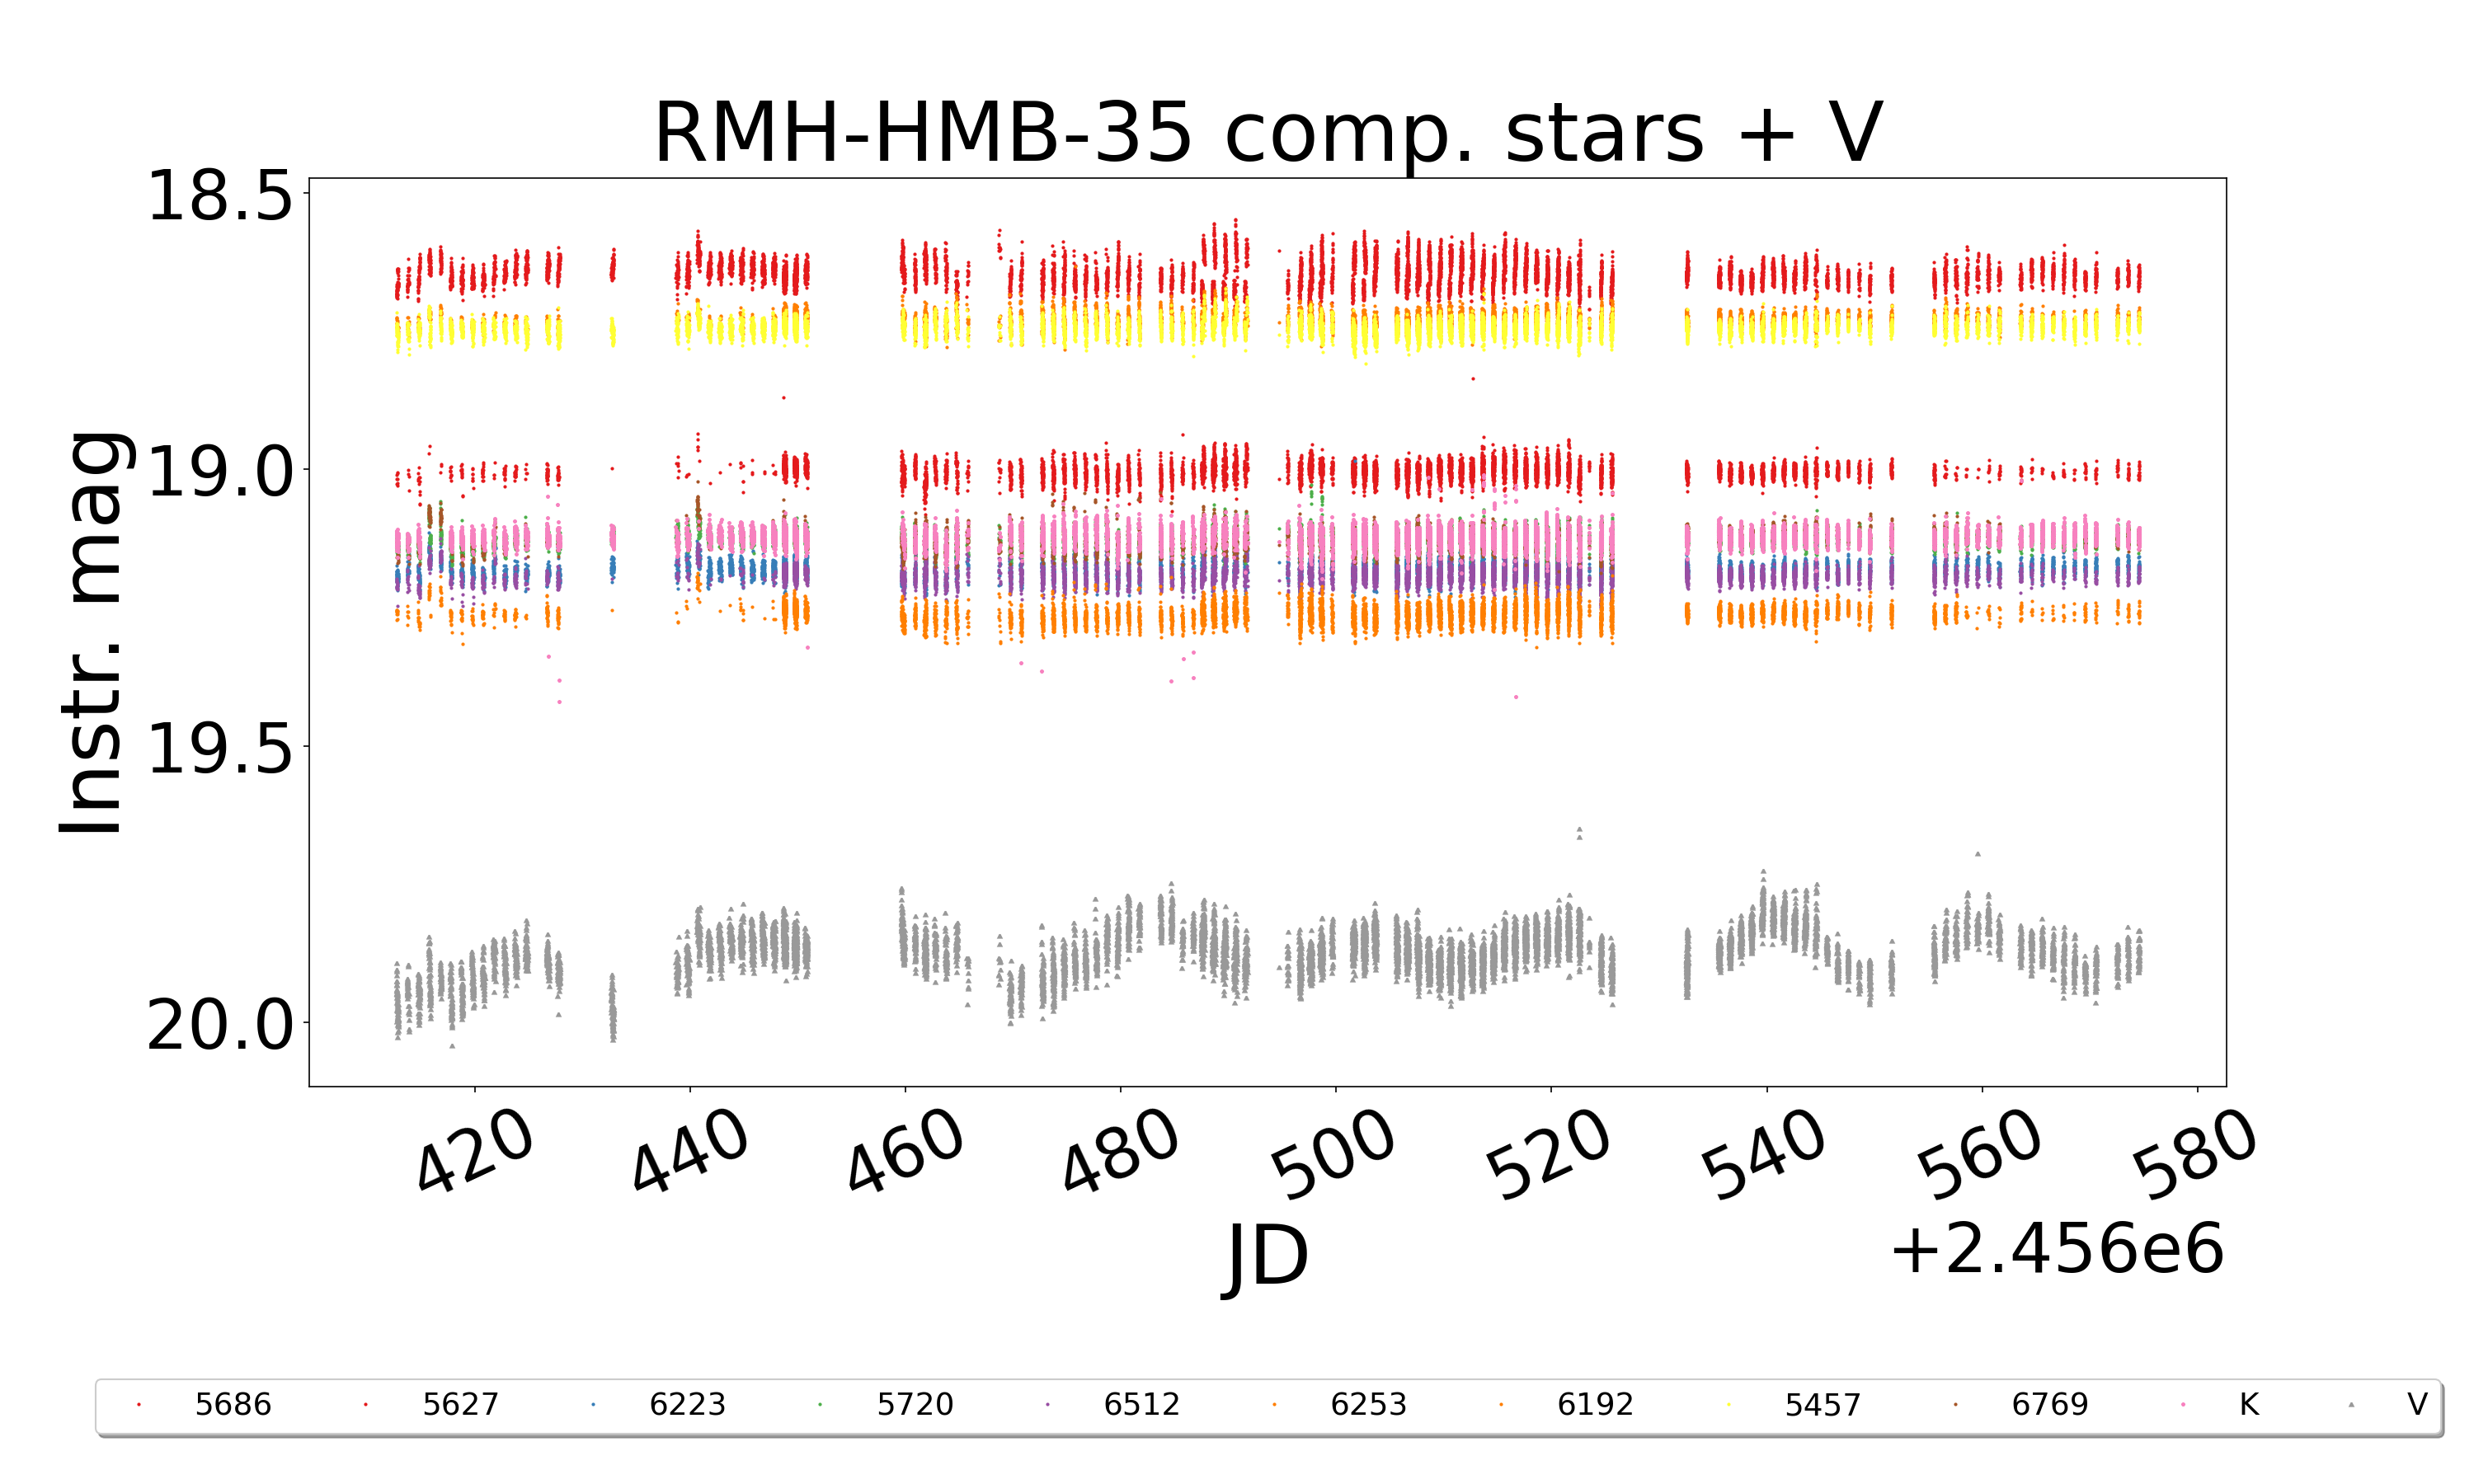 RMH-HMB-35 comp. stars + V
Instr. mag
18.5
19.0
19.5
20.0
420 440 460 480 500 520 540 560 580
JD
+2.456e6
5686 5627 6223 5720 6512 6253 6192 5457 6769 K V